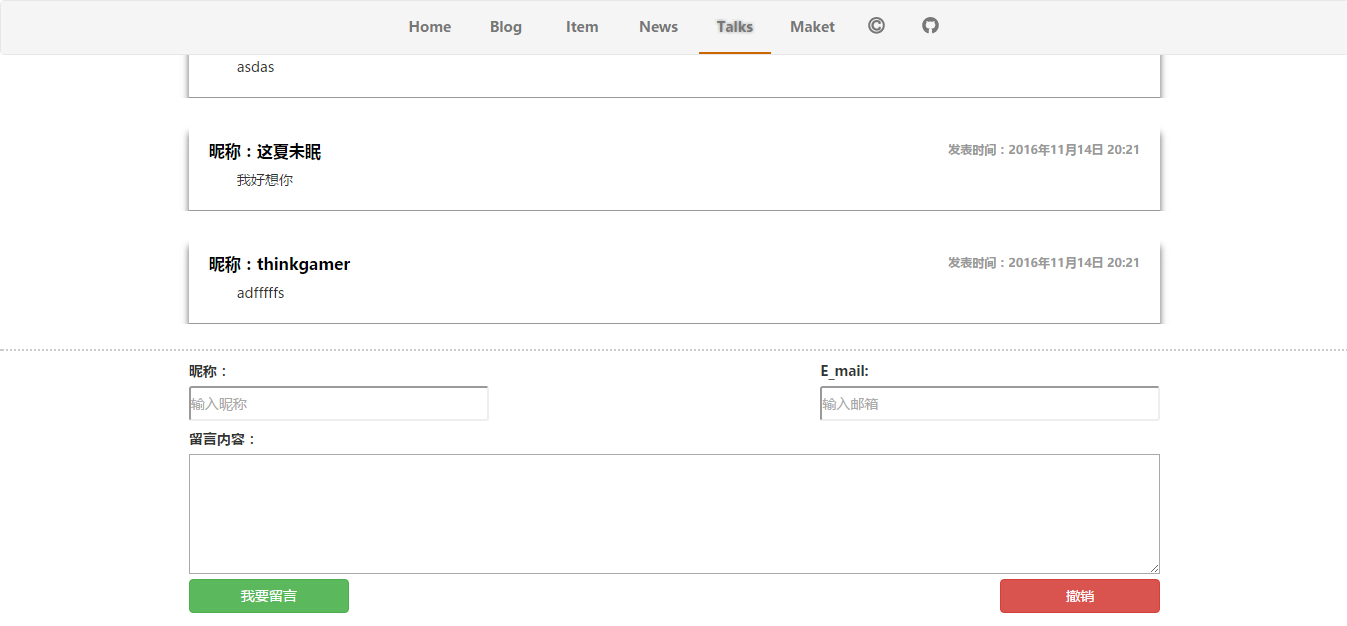 Home Blog Item News Talks Maket ©
asdas
昵称：这夏未眠 发表时间：2016年11月14日 20:21
我好想你
昵称：thinkgamer 发表时间：2016年11月14日 20:21
adfffffs
昵称： E_mail:
输入昵称 输入邮箱
留言内容：
我要留言 撤销